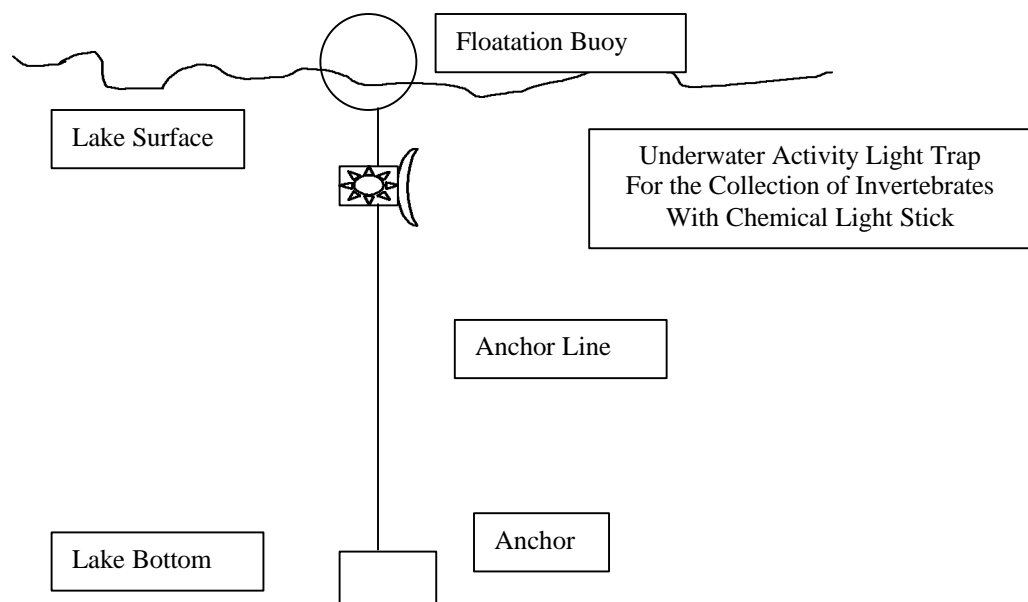 Floatation Buoy
Lake Surface
Underwater Activity Light Trap
For the Collection of Invertebrates
With Chemical Light Stick
Anchor Line
Anchor
Lake Bottom